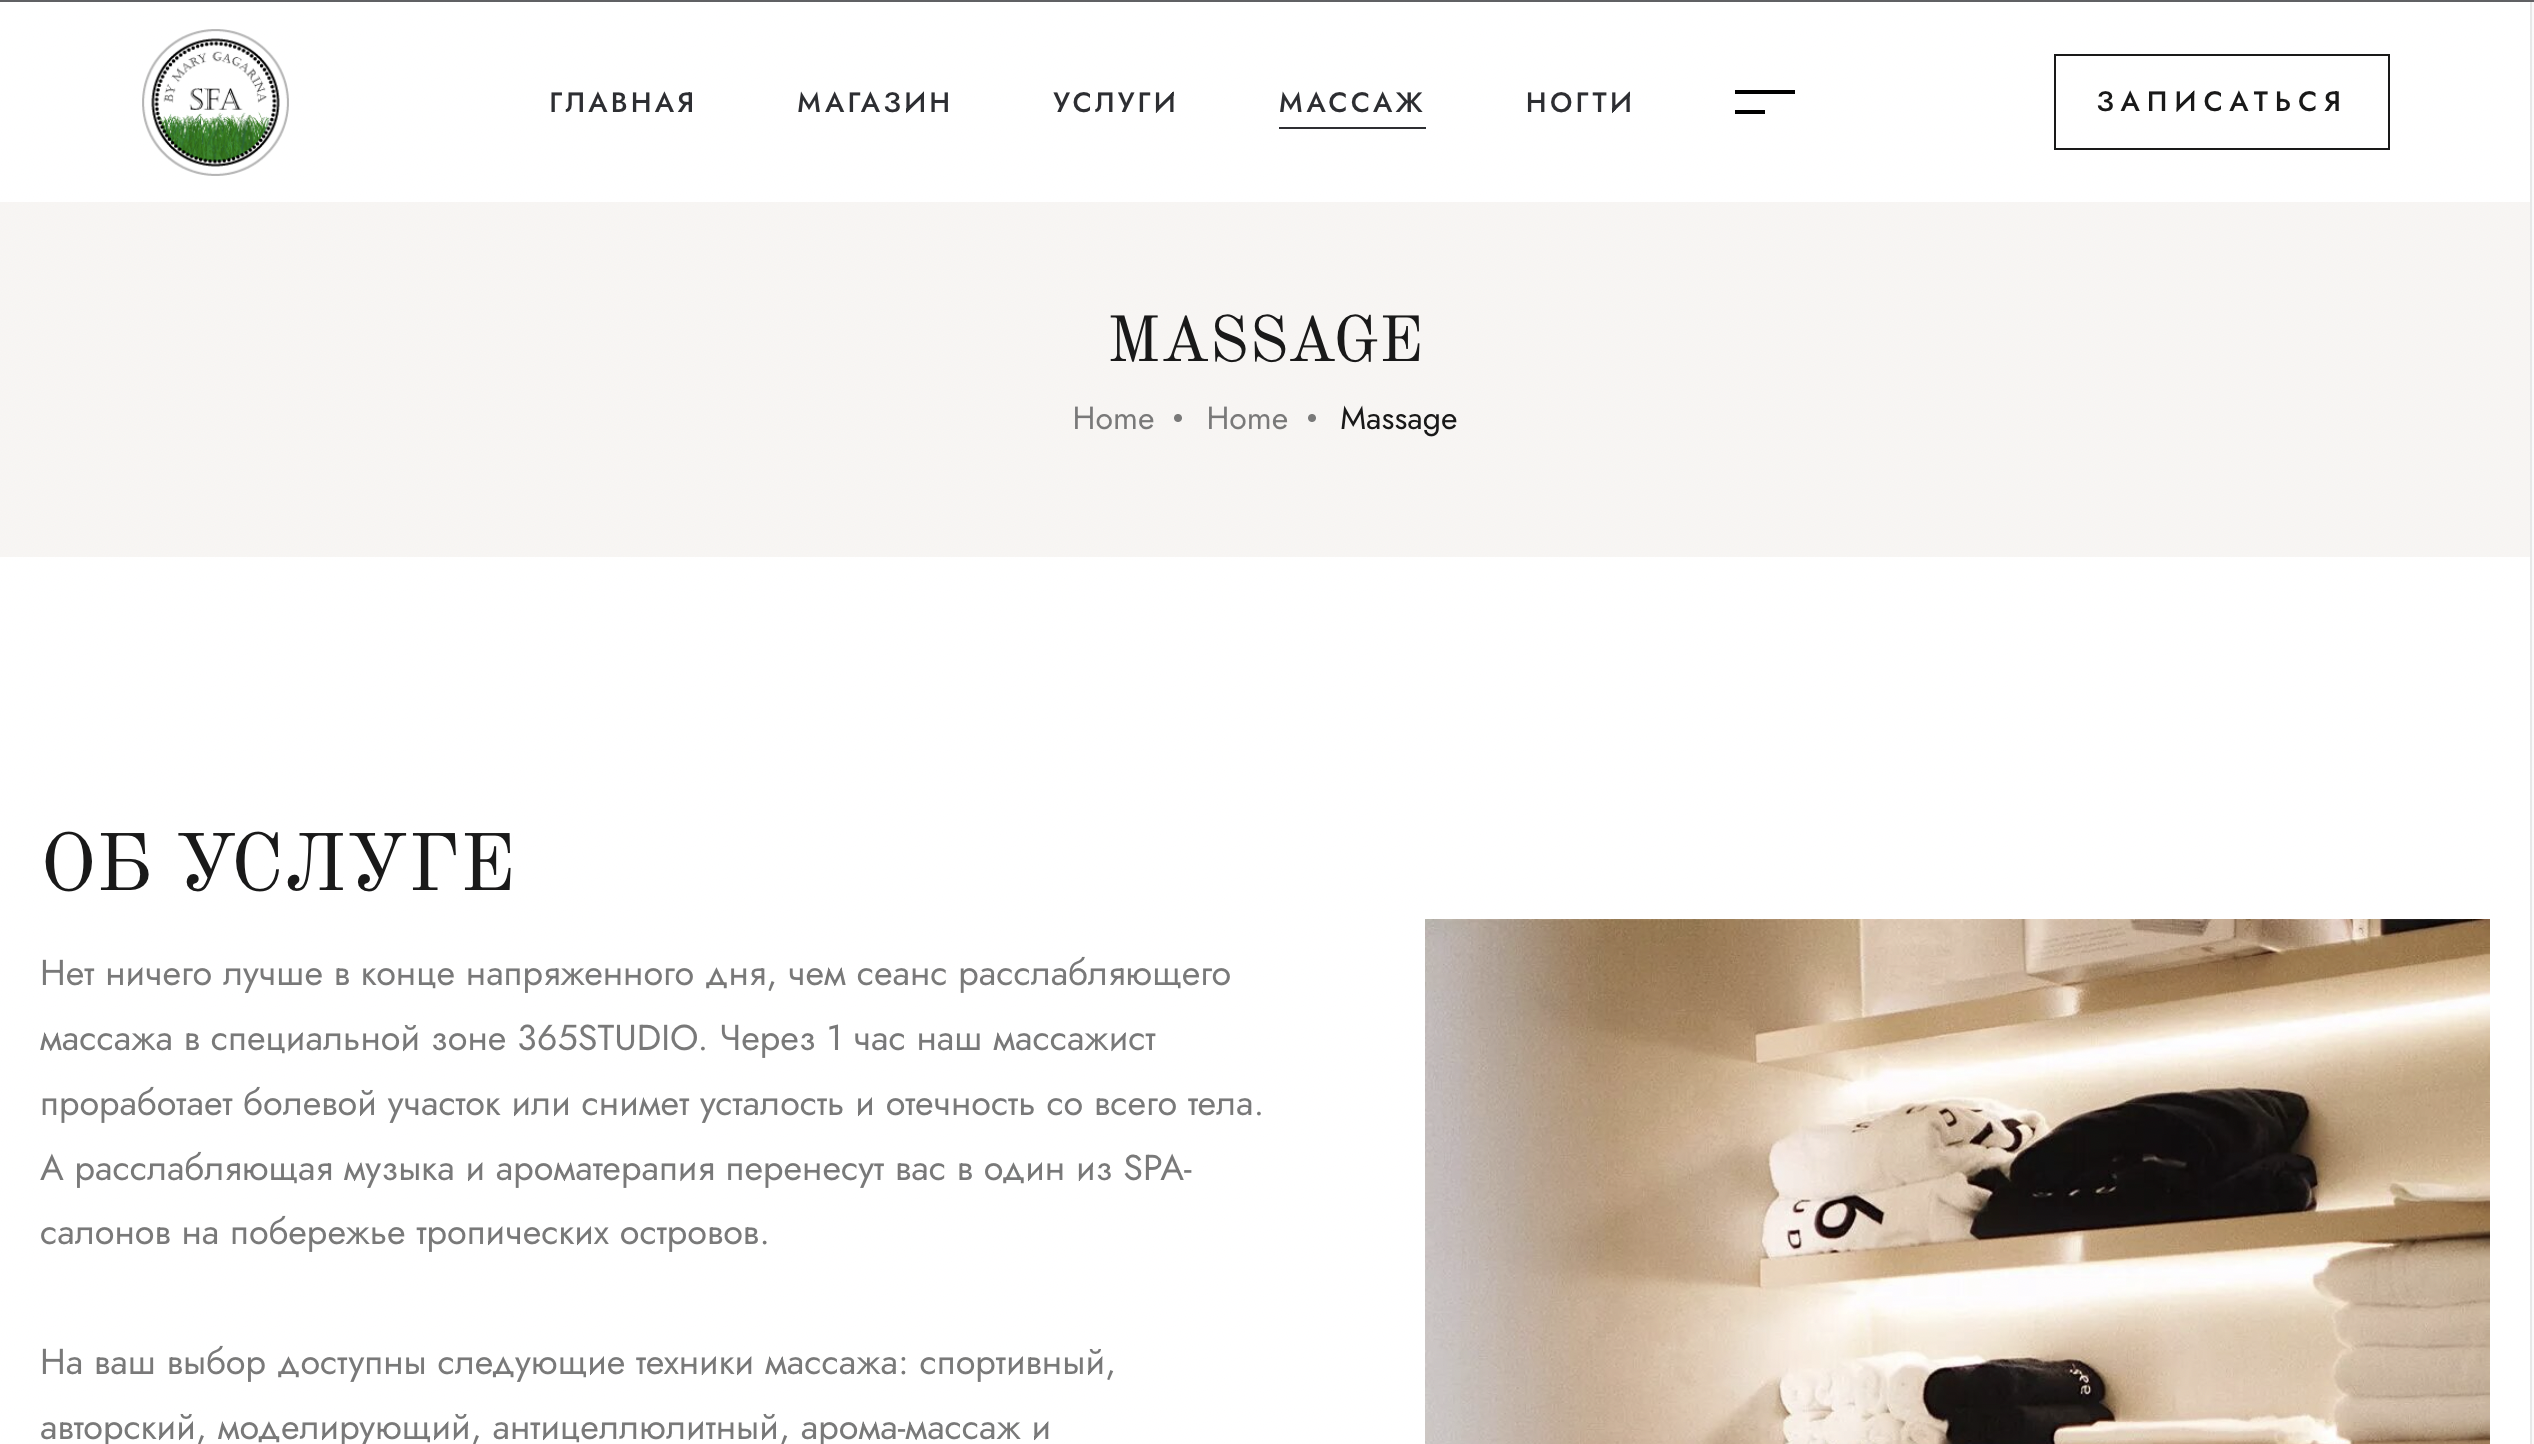 BY MARY GAGARINA
SFA
ГЛАВНАЯ
МАГАЗИН
УСЛУГИ
МАССАЖ
НОГТИ
ЗАПИСАТЬСЯ
MASSAGE
Home • Home • Massage
ОБ УСЛУГЕ
Нет ничего лучше в конце напряженного дня, чем сеанс расслабляющего
массажа в специальной зоне 365STUDIO. Через 1 час наш массажист
проработает болевой участок или снимет усталость и отечность со всего тела.
А расслабляющая музыка и ароматерапия перенесут вас в один из SPA-
салонов на побережье тропических островов.
На ваш выбор доступны следующие техники массажа: спортивный,
авторский, моделирующий, антицеллюлитный, арома-массаж и